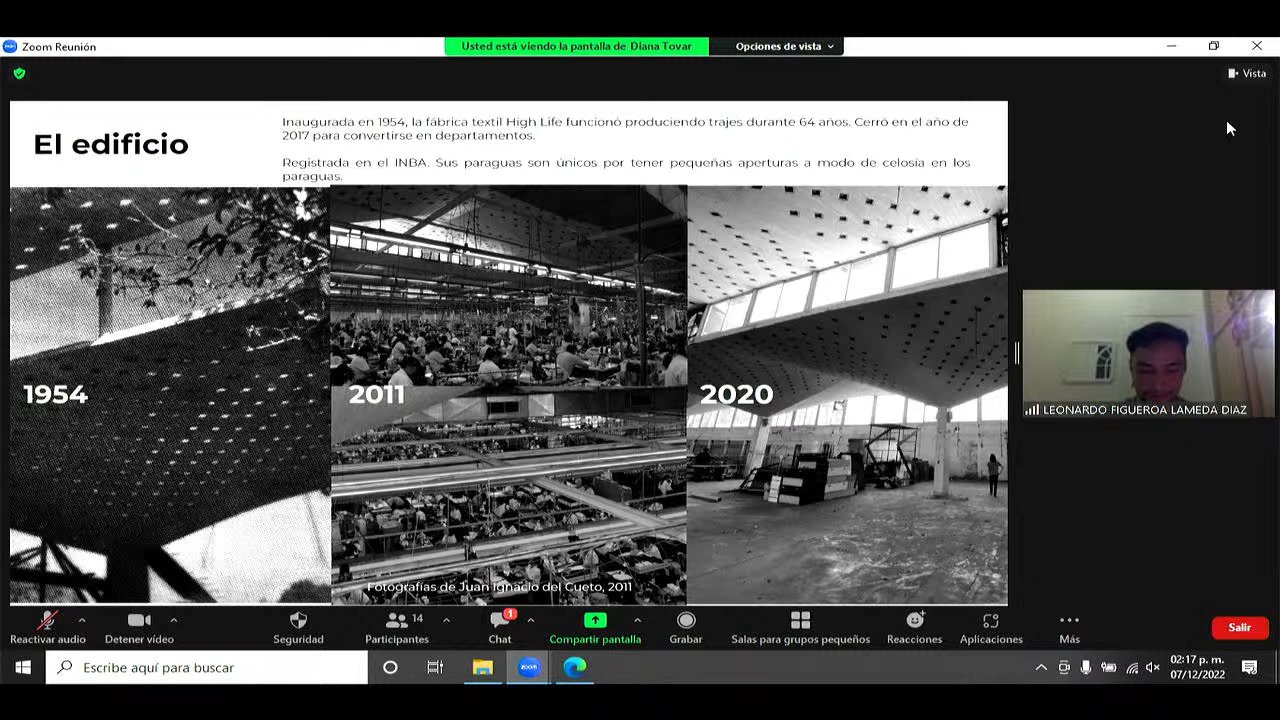 Zoom Reunión
Usted está viendo la pantalla de Diana Tovar
Opciones de vista
Vista
El edificio
Inaugurada en 1954, la fábrica textil High Life funcionó produciendo trajes durante 64 años. Cerró en el año de
2017 para convertirse en departamentos.
Registrada en el INBA. Sus paraguas son únicos por tener pequeñas aperturas a modo de celosía en los
paraguas.
1954
2011
2020
Fotografías de Juan Ignacio del Cueto, 2011
LEONARDO FIGUEROA LAMEDA DIAZ
Reactivar audio
Detener vídeo
Seguridad
Participantes
14
Chat
1
Compartir pantalla
Grabar
Salas para grupos pequeños
Reacciones
Aplicaciones
Más
Salir
Escribe aquí para buscar
zoom
02:17 p. m.
07/12/2022